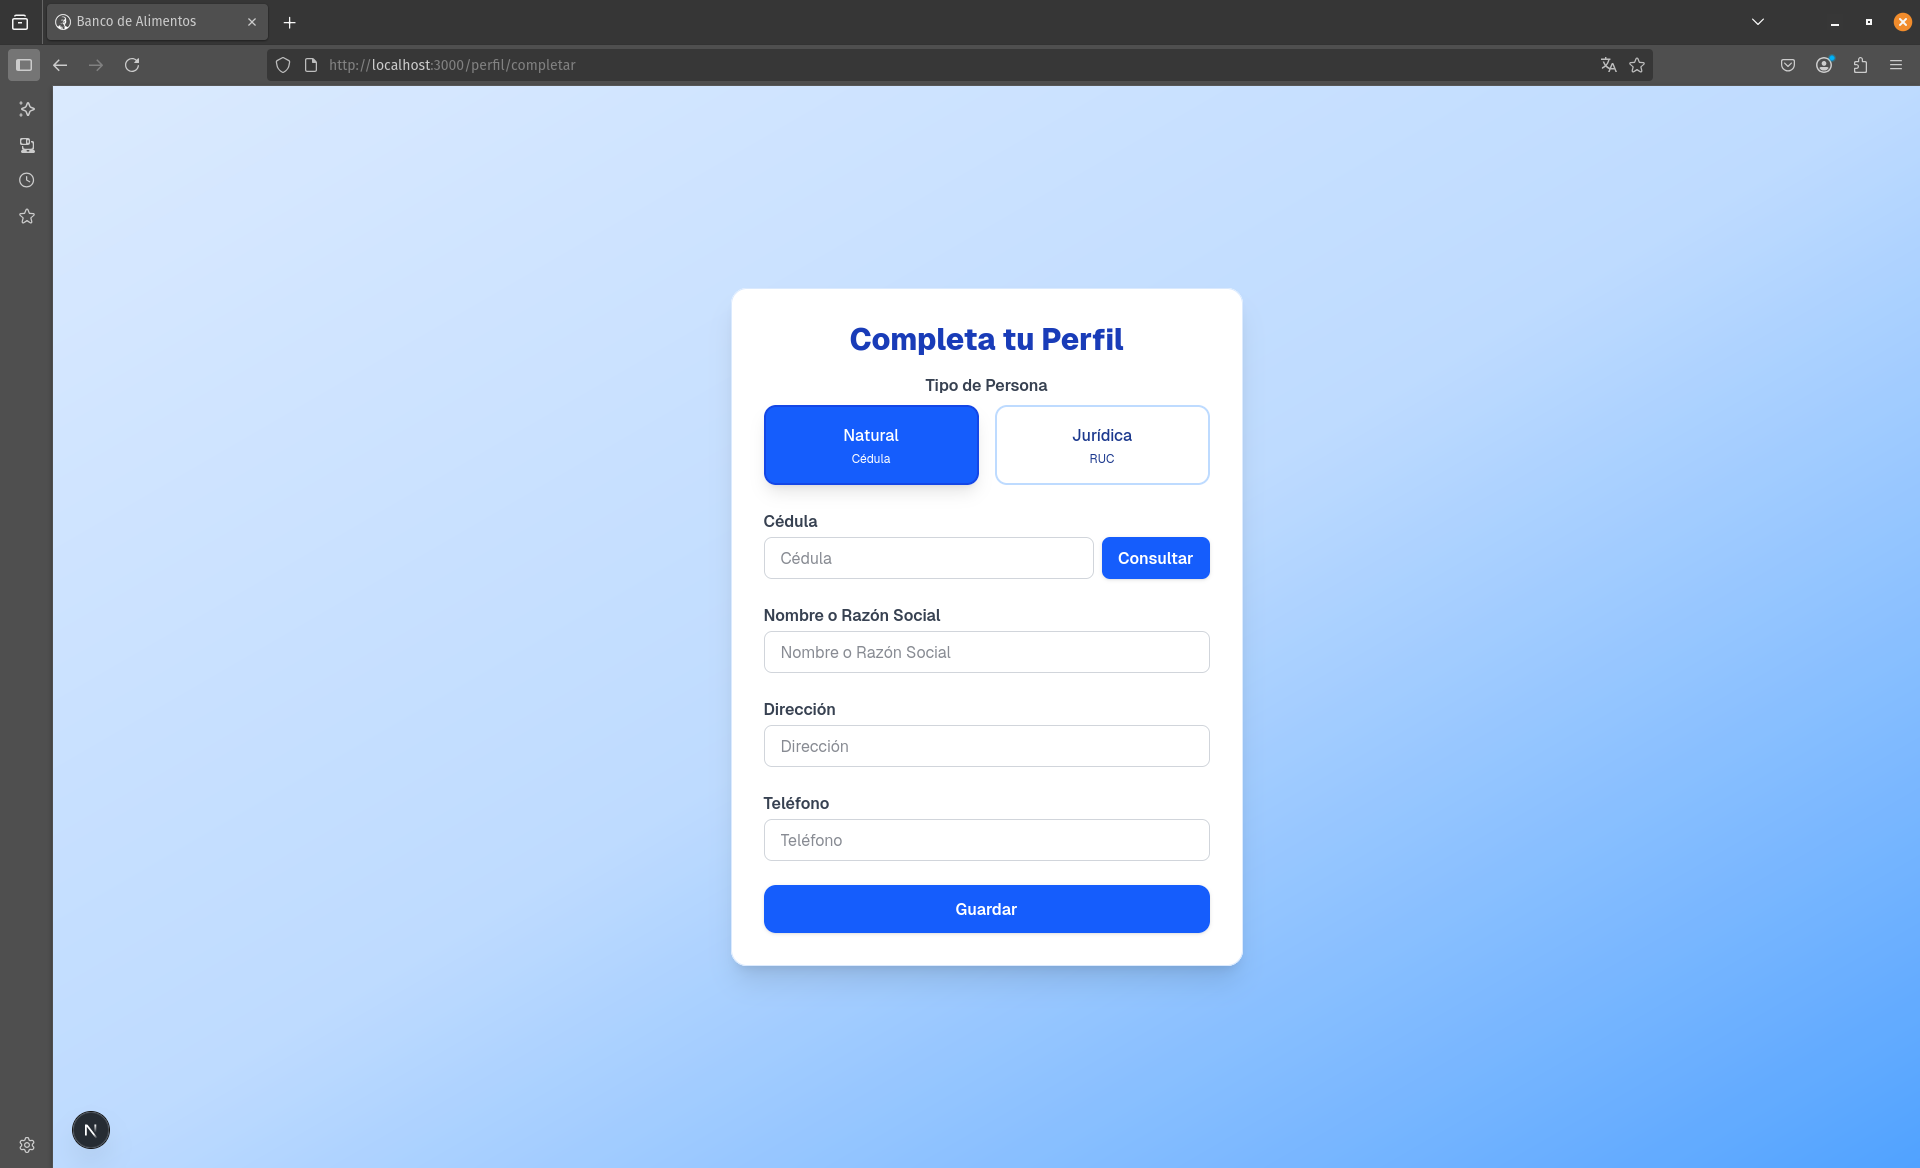 Banco de Alimentos
http://localhost:3000/perfil/completar
Completa tu Perfil
Tipo de Persona
Natural
Cédula
Jurídica
RUC
Cédula
Cédula
Consultar
Nombre o Razón Social
Nombre o Razón Social
Dirección
Dirección
Teléfono
Teléfono
Guardar
N